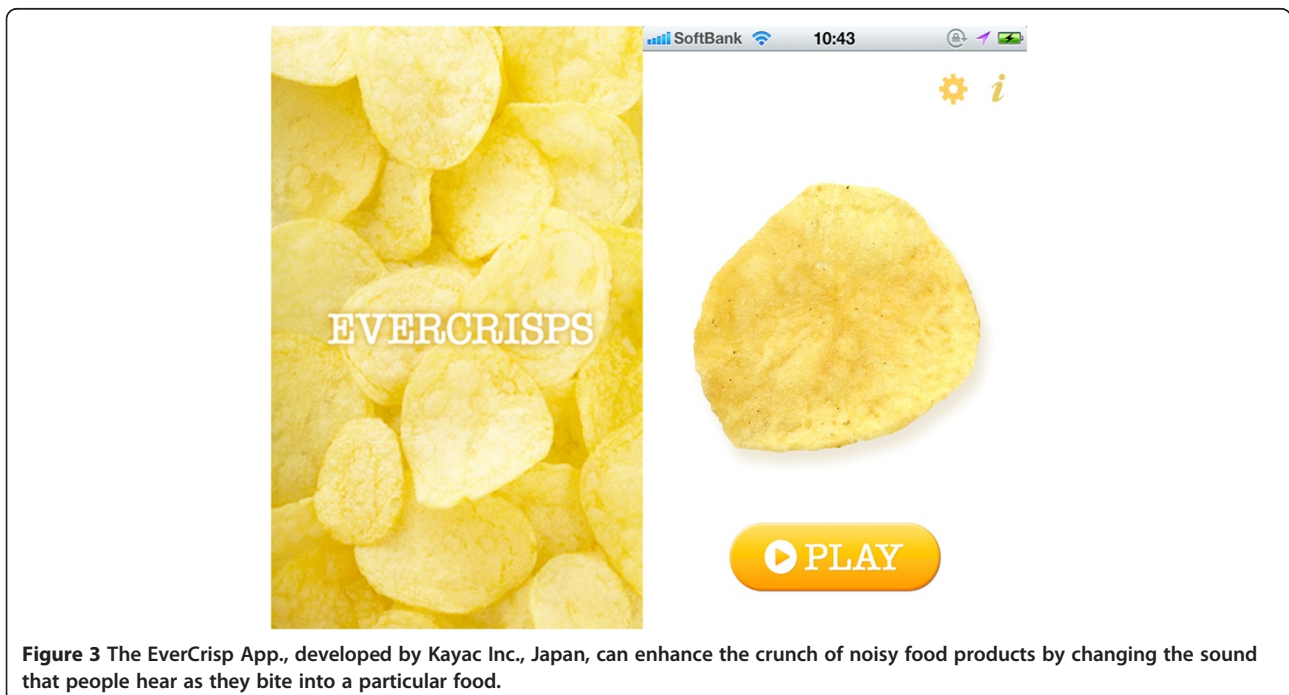 SoftBank 10:43
i
EVERCRISPS
PLAY
Figure 3 The EverCrisp App., developed by Kayac Inc., Japan, can enhance the crunch of noisy food products by changing the sound
that people hear as they bite into a particular food.